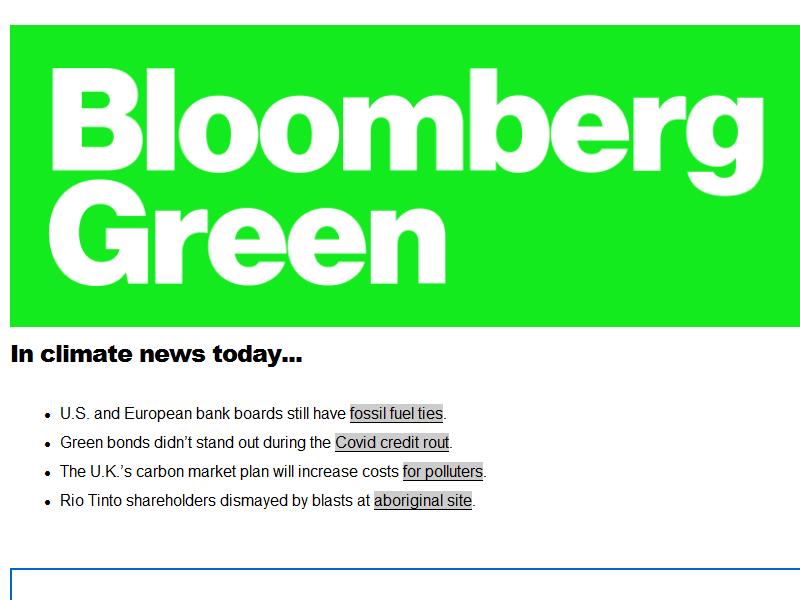 Bloomberg
Green
In climate news today...
• U.S. and European bank boards still have fossil fuel ties.
• Green bonds didn’t stand out during the Covid credit rout.
• The U.K.’s carbon market plan will increase costs for polluters.
• Rio Tinto shareholders dismayed by blasts at aboriginal site.